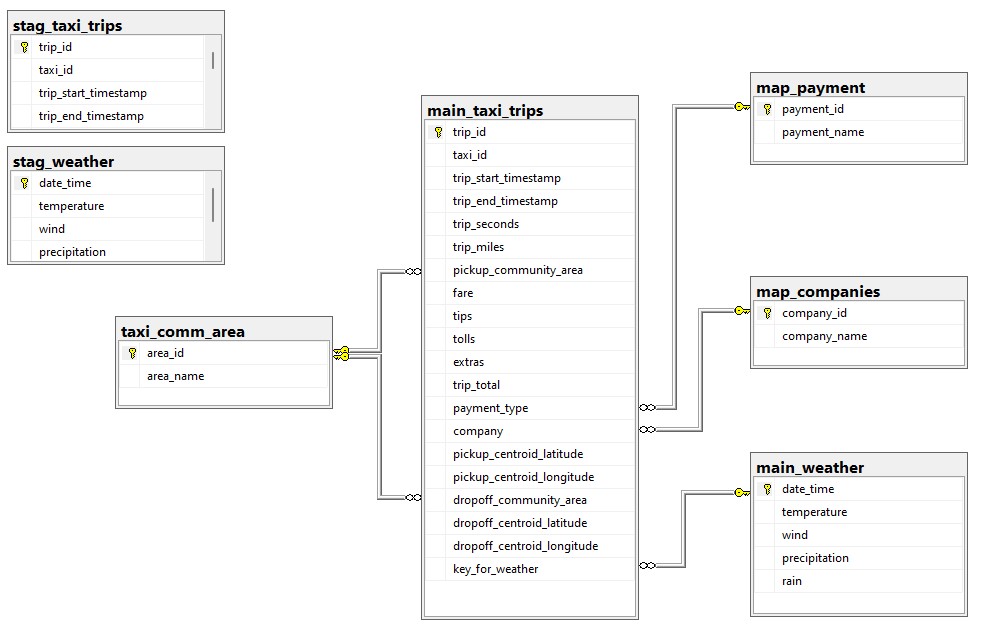 stag_taxi_trips
trip_id
taxi_id
trip_start_timestamp
trip_end_timestamp
stag_weather
date_time
temperature
wind
precipitation
taxi_comm_area
area_id
area_name
main_taxi_trips
trip_id
taxi_id
trip_start_timestamp
trip_end_timestamp
trip_seconds
trip_miles
pickup_community_area
fare
tips
tolls
extras
trip_total
payment_type
company
pickup_centroid_latitude
pickup_centroid_longitude
dropoff_community_area
dropoff_centroid_latitude
dropoff_centroid_longitude
key_for_weather
map_payment
payment_id
payment_name
map_companies
company_id
company_name
main_weather
date_time
temperature
wind
precipitation
rain